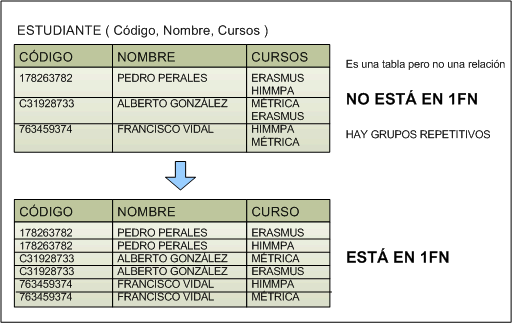 ESTUDIANTE ( Código, Nombre, Cursos )
CÓDIGO NOMBRE CURSOS
178263782 PEDRO PERALES ERASMUS
HIMMPA
C31928733 ALBERTO GONZÁLEZ MÉTRICA
ERASMUS
763459374 FRANCISCO VIDAL HIMMPA
MÉTRICA
Es una tabla pero no una relación
NO ESTÁ EN 1FN
HAY GRUPOS REPETITIVOS
CÓDIGO NOMBRE CURSO
178263782 PEDRO PERALES ERASMUS
178263782 PEDRO PERALES HIMMPA
C31928733 ALBERTO GONZÁLEZ MÉTRICA
C31928733 ALBERTO GONZÁLEZ ERASMUS
763459374 FRANCISCO VIDAL HIMMPA
763459374 FRANCISCO VIDAL MÉTRICA
ESTÁ EN 1FN